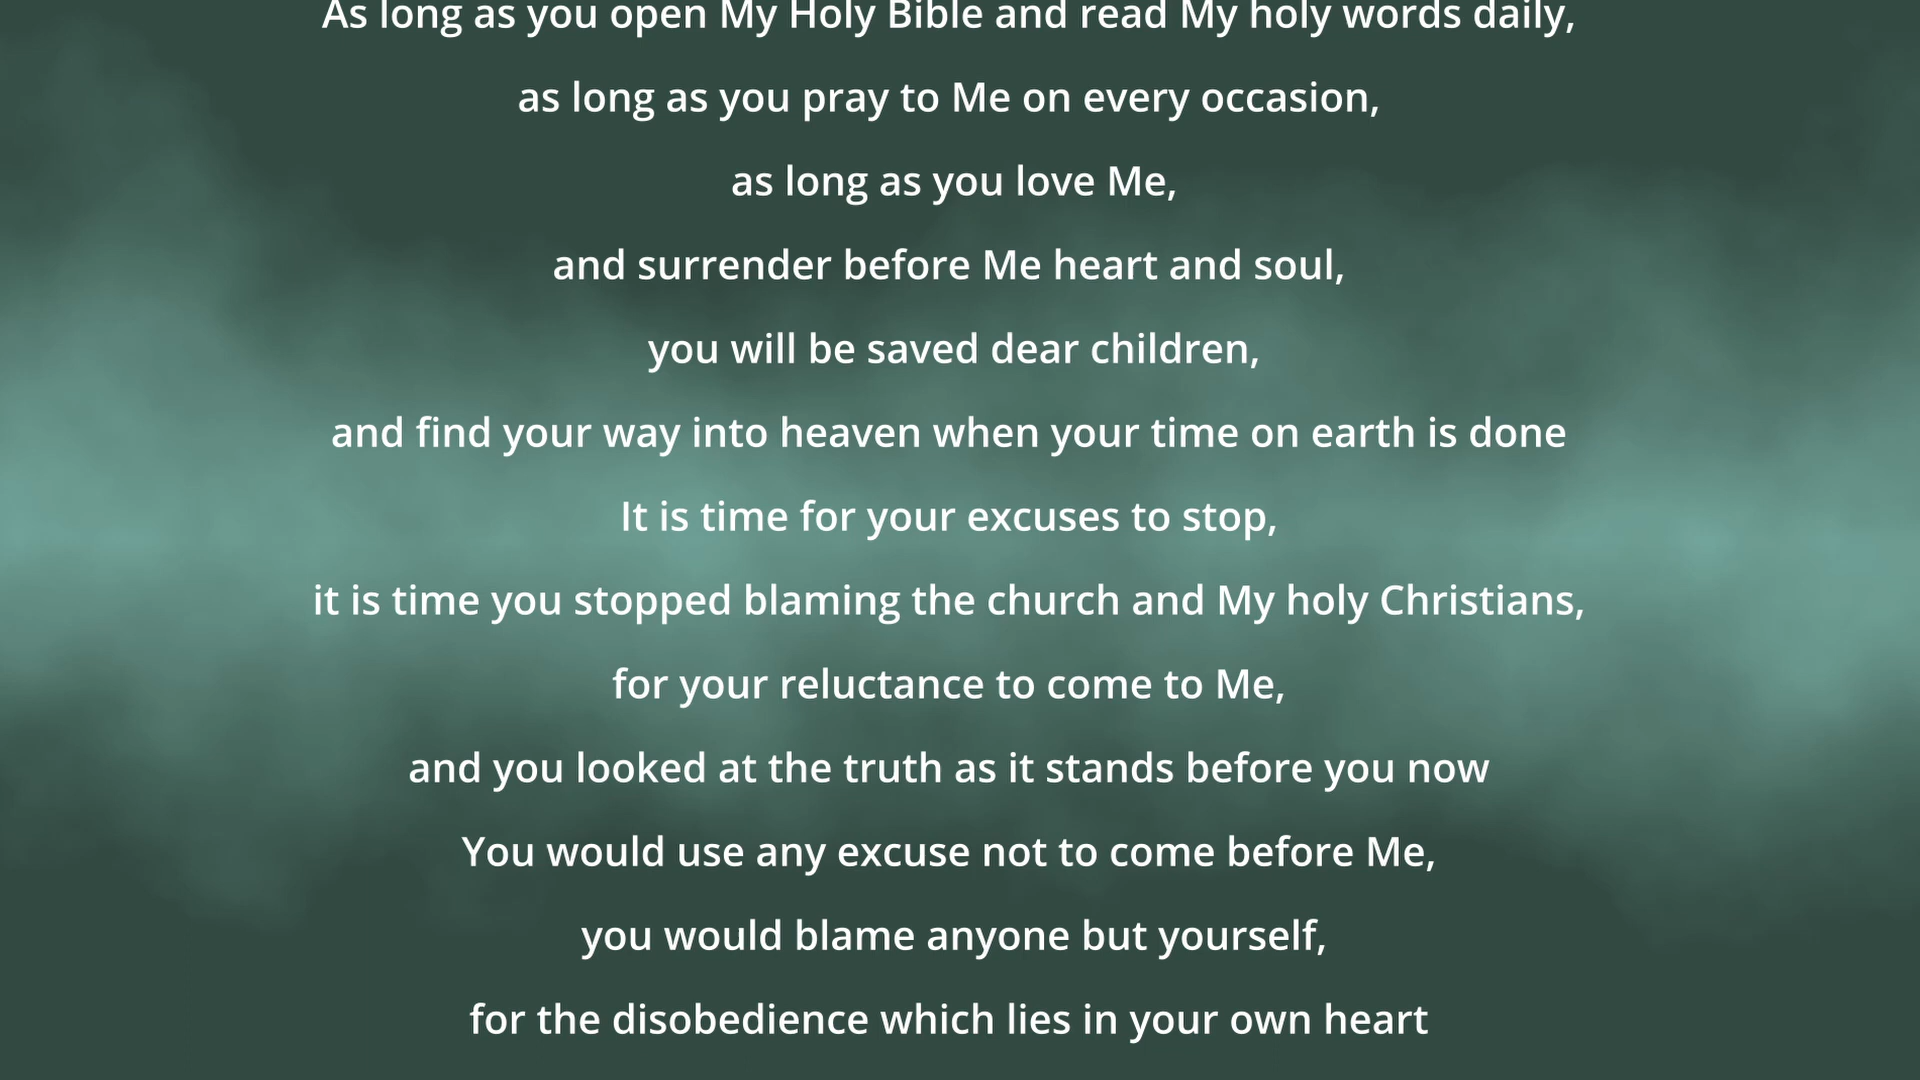 As long as you open My Holy Bible and read My holy words daily,
as long as you pray to Me on every occasion,
as long as you love Me,
and surrender before Me heart and soul,
you will be saved dear children,
and find your way into heaven when your time on earth is done
It is time for your excuses to stop,
it is time you stopped blaming the church and My holy Christians,
for your reluctance to come to Me,
and you looked at the truth as it stands before you now
You would use any excuse not to come before Me,
you would blame anyone but yourself,
for the disobedience which lies in your own heart